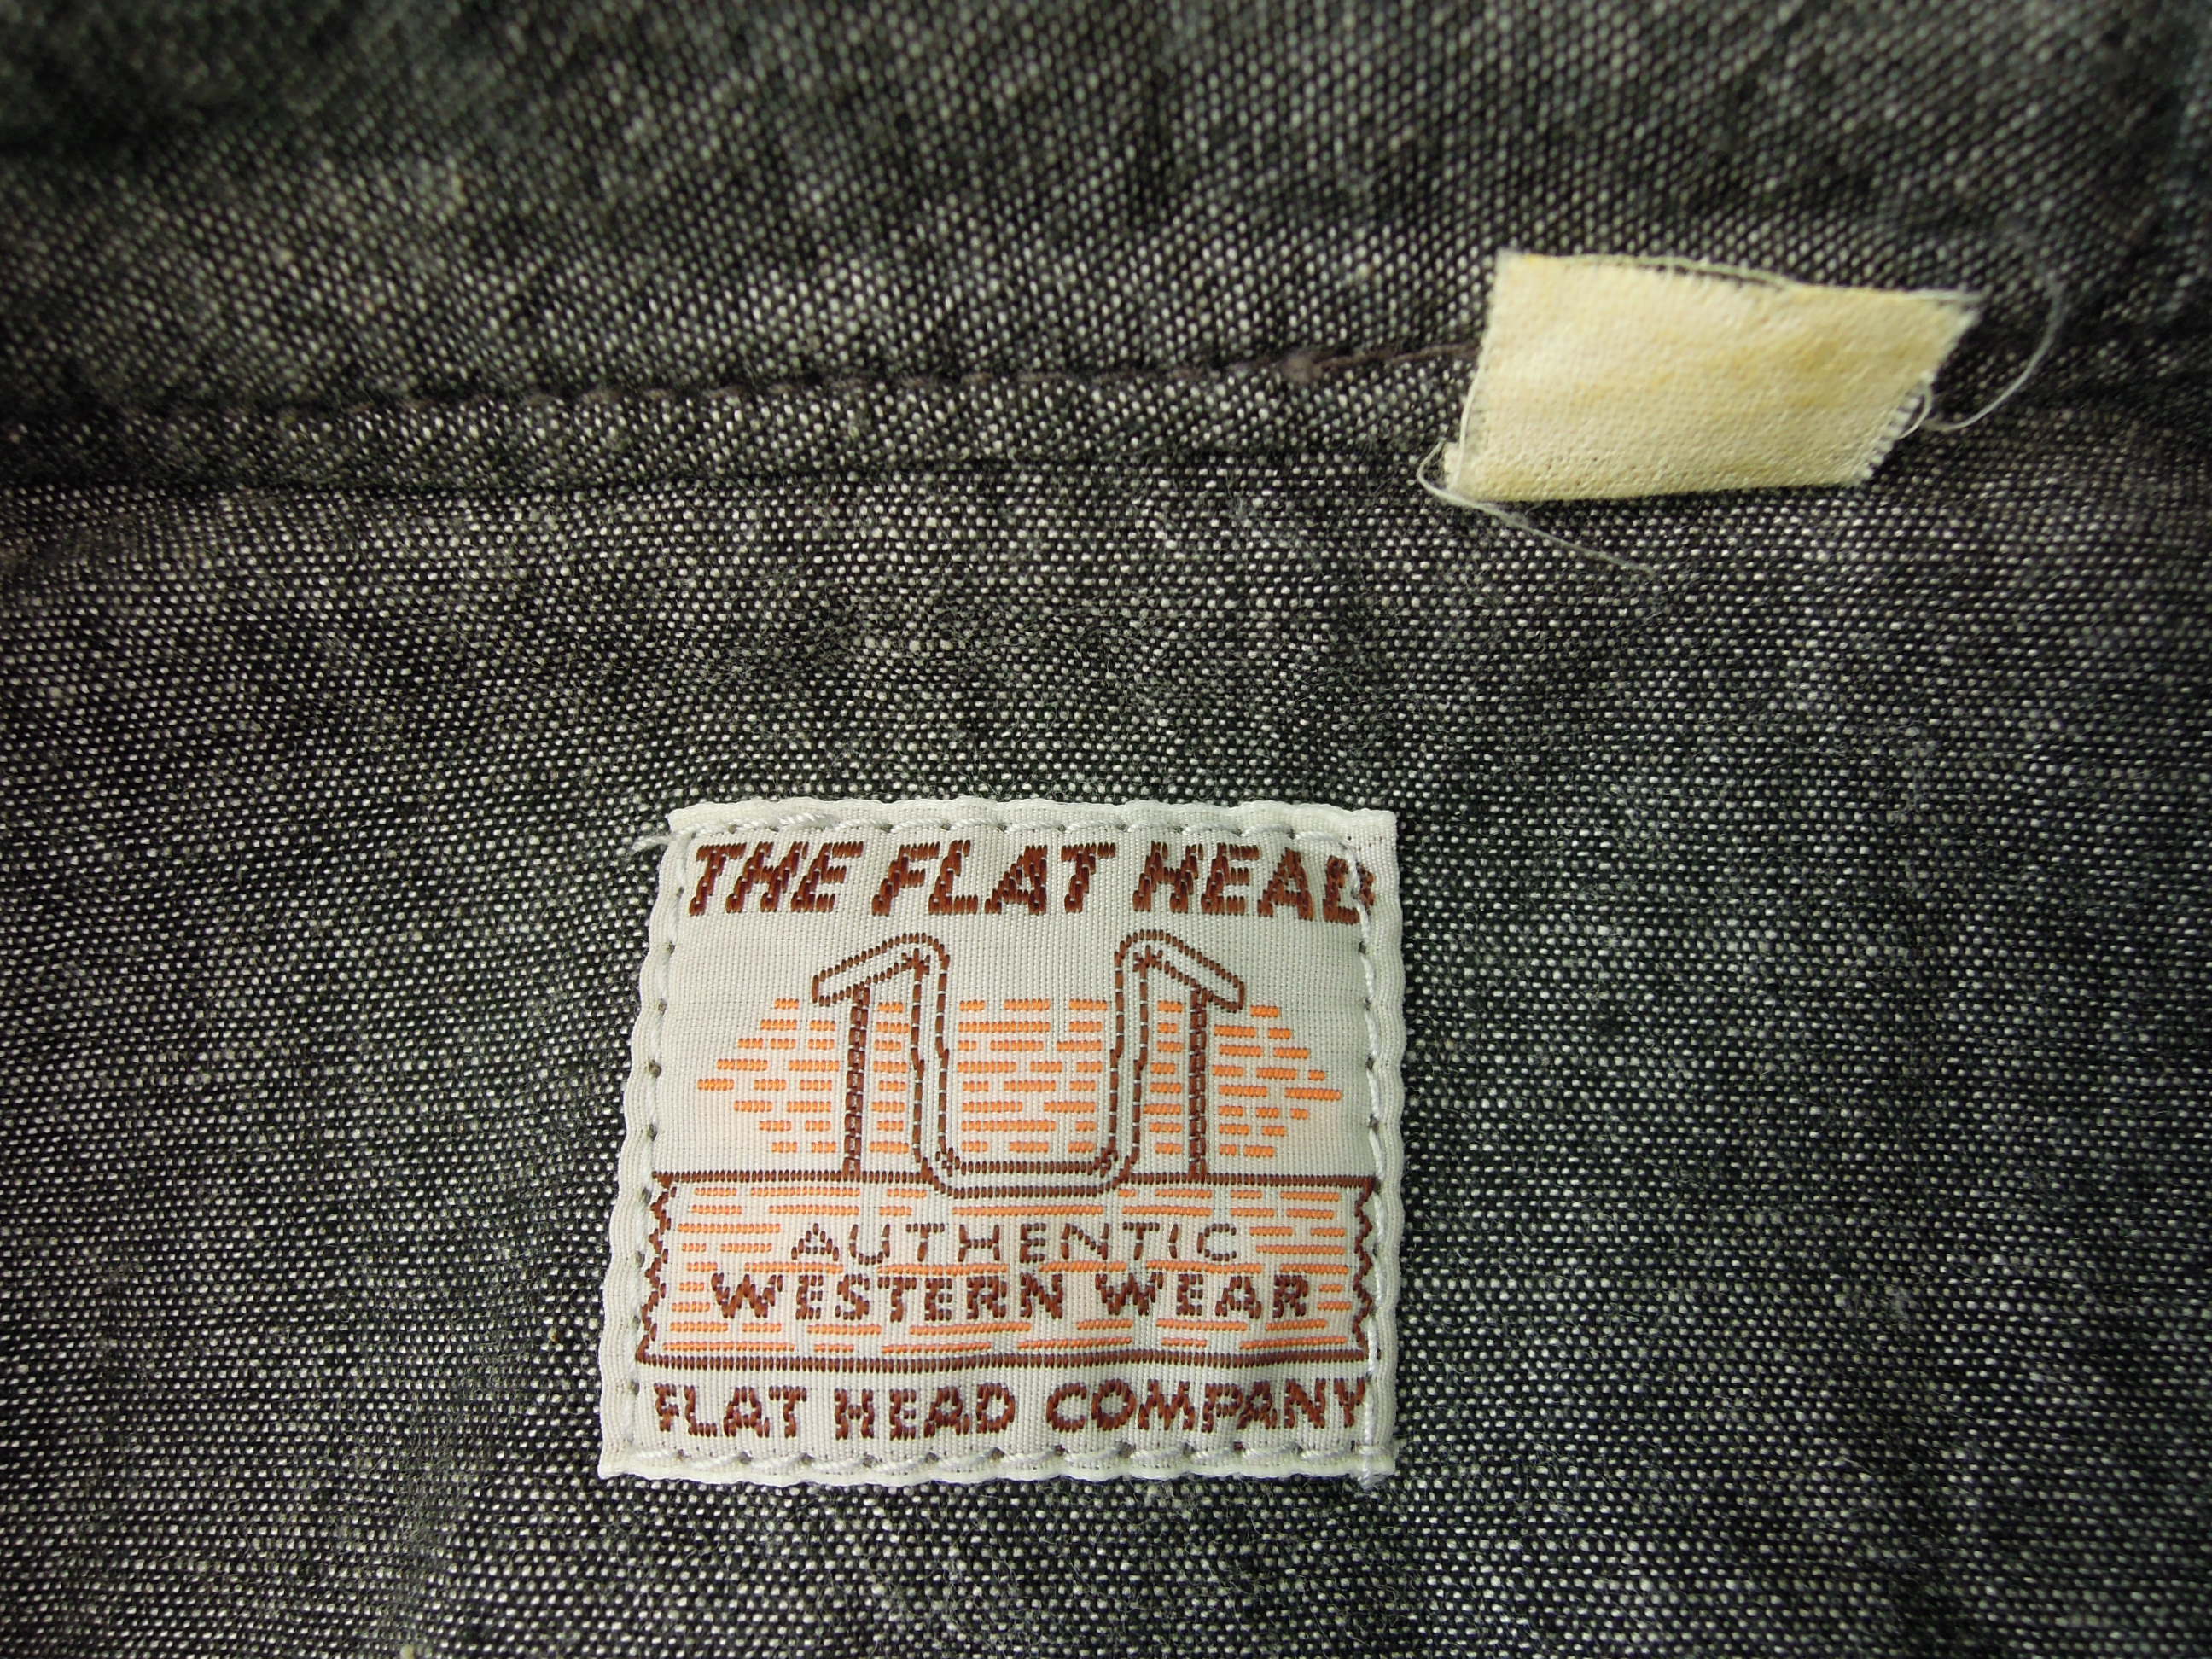 THE FLAT HEAD
AUTHENTIC
WESTERN WEAR
FLAT HEAD COMPANY